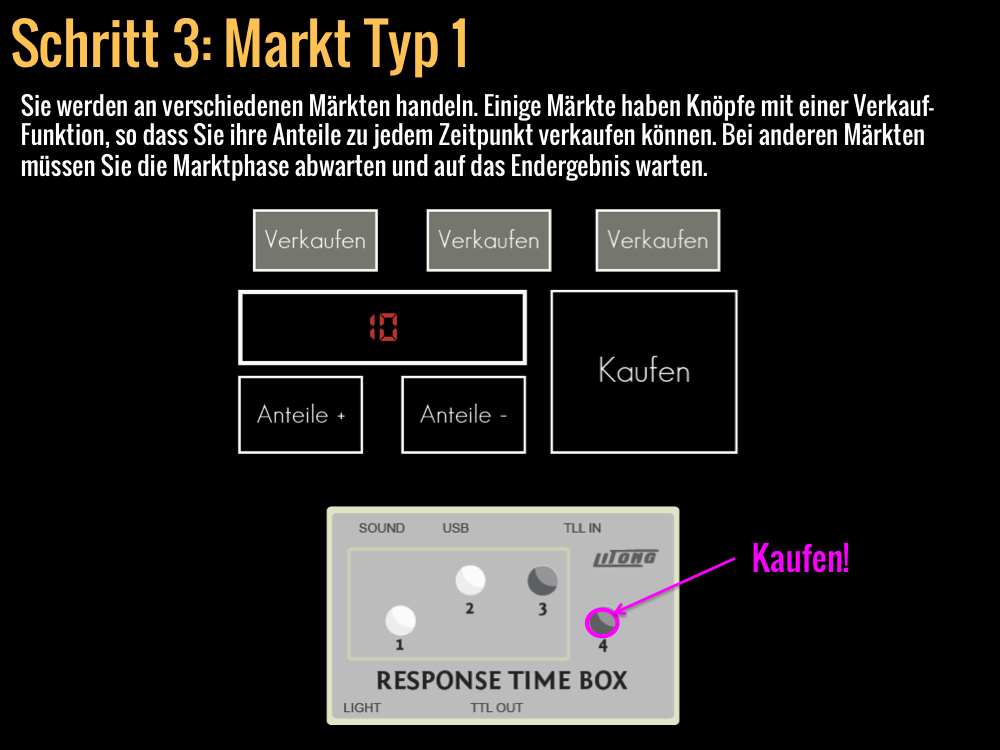 Schritt 3: Markt Typ 1
Sie werden an verschiedenen Märkten handeln. Einige Märkte haben Knöpfe mit einer Verkauf-
Funktion, so dass Sie ihre Anteile zu jedem Zeitpunkt verkaufen können. Bei anderen Märkten
müssen Sie die Marktphase abwarten und auf das Endergebnis warten.
Verkaufen Verkaufen Verkaufen
10
Kaufen
Anteile + Anteile -
SOUND USB TLL IN
LITONG
Kaufen!
2 3
1 4
RESPONSE TIME BOX
LIGHT TTL OUT